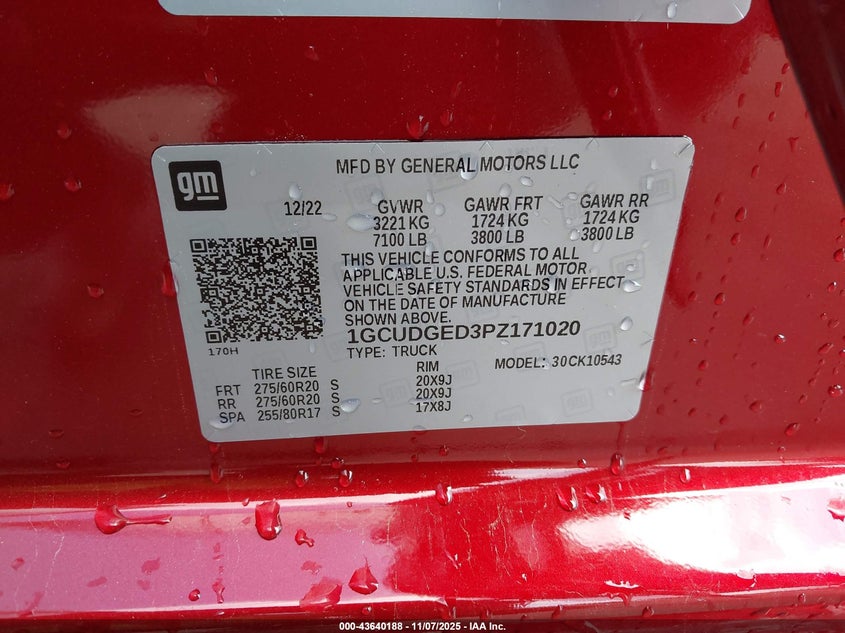 gm
MFD BY GENERAL MOTORS LLC
12/22 GVWR GAWR FRT GAWR RR
3221 KG 1724 KG 1724 KG
7100 LB 3800 LB 3800 LB
THIS VEHICLE CONFORMS TO ALL
APPLICABLE U.S. FEDERAL MOTOR
VEHICLE SAFETY STANDARDS IN EFFECT
ON THE DATE OF MANUFACTURE
SHOWN ABOVE.
1GCUDGED3PZ171020
170H
TYPE: TRUCK MODEL: 30CK10543
TIRE SIZE RIM
FRT 275/60R20 S 20X9J
RR 275/60R20 S 20X9J
SPA 255/80R17 S 17X8J
000-43640188 - 11/07/2025 - IAA Inc.